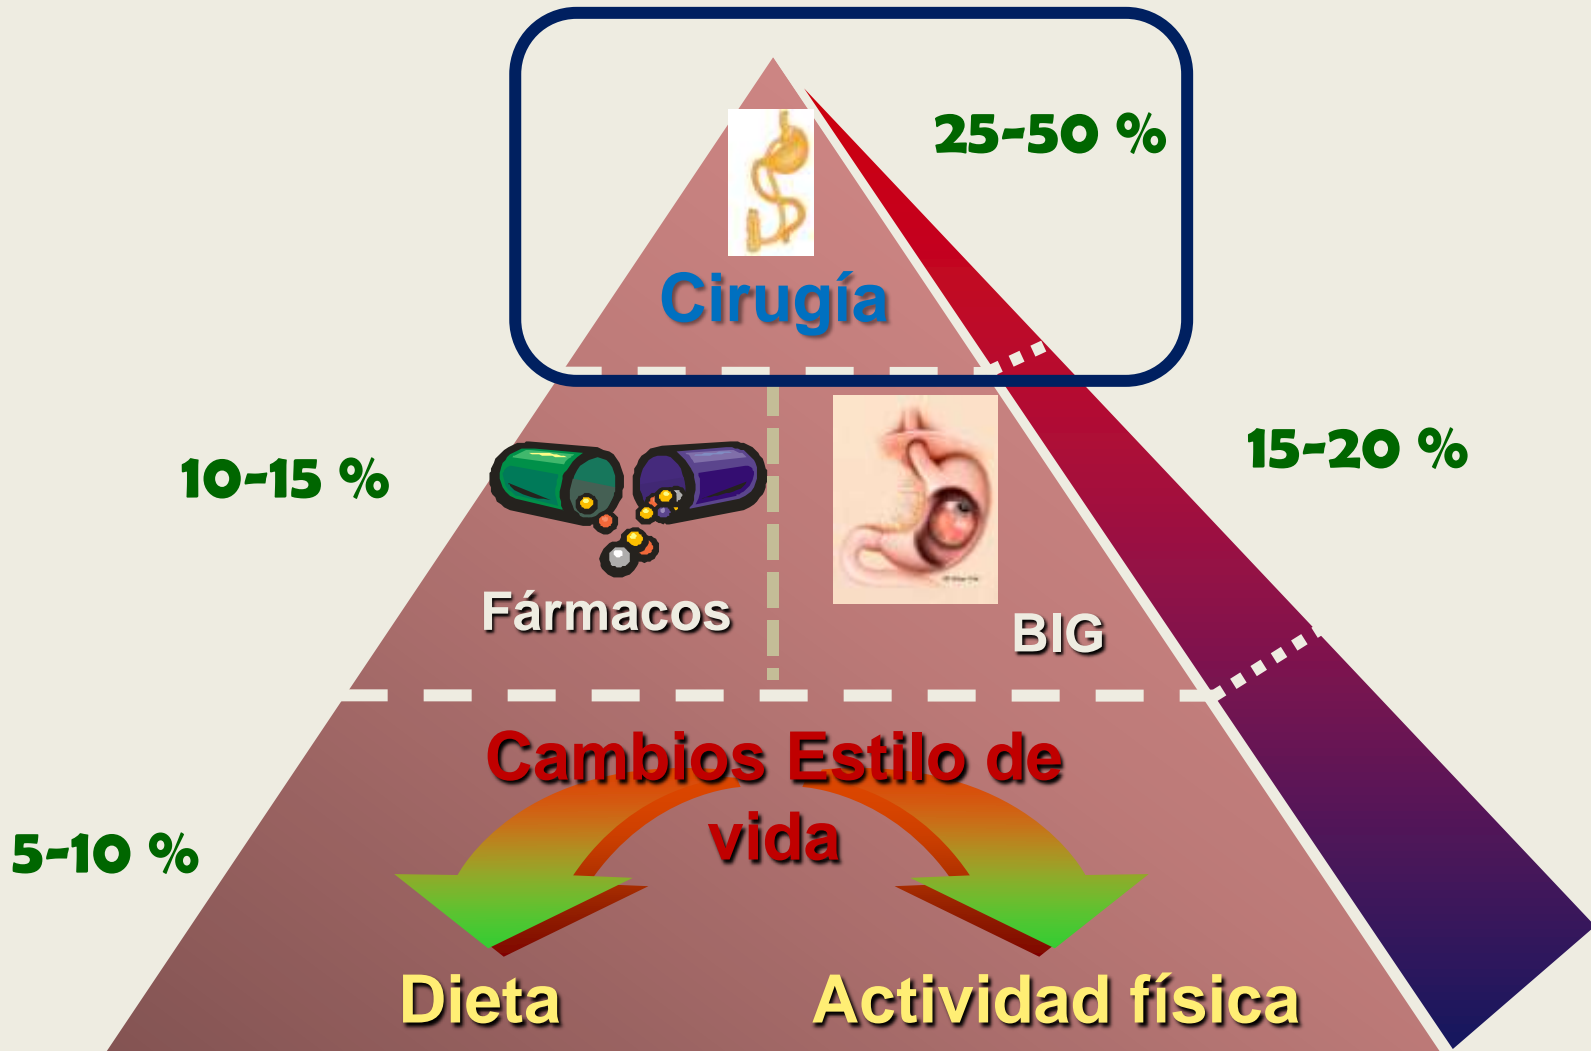 25-50 %
Cirugía
10-15 %
15-20 %
Fármacos
BIG
Cambios Estilo de
vida
5-10 %
Dieta
Actividad física